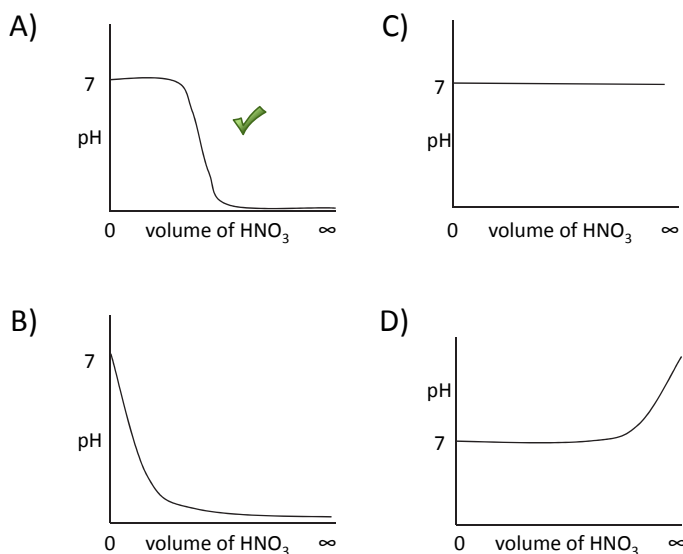 A)
7
pH
0 volume of HNO₃ ∞
B)
7
pH
0 volume of HNO₃ ∞
C)
7
pH
0 volume of HNO₃ ∞
D)
pH
7
0 volume of HNO₃ ∞